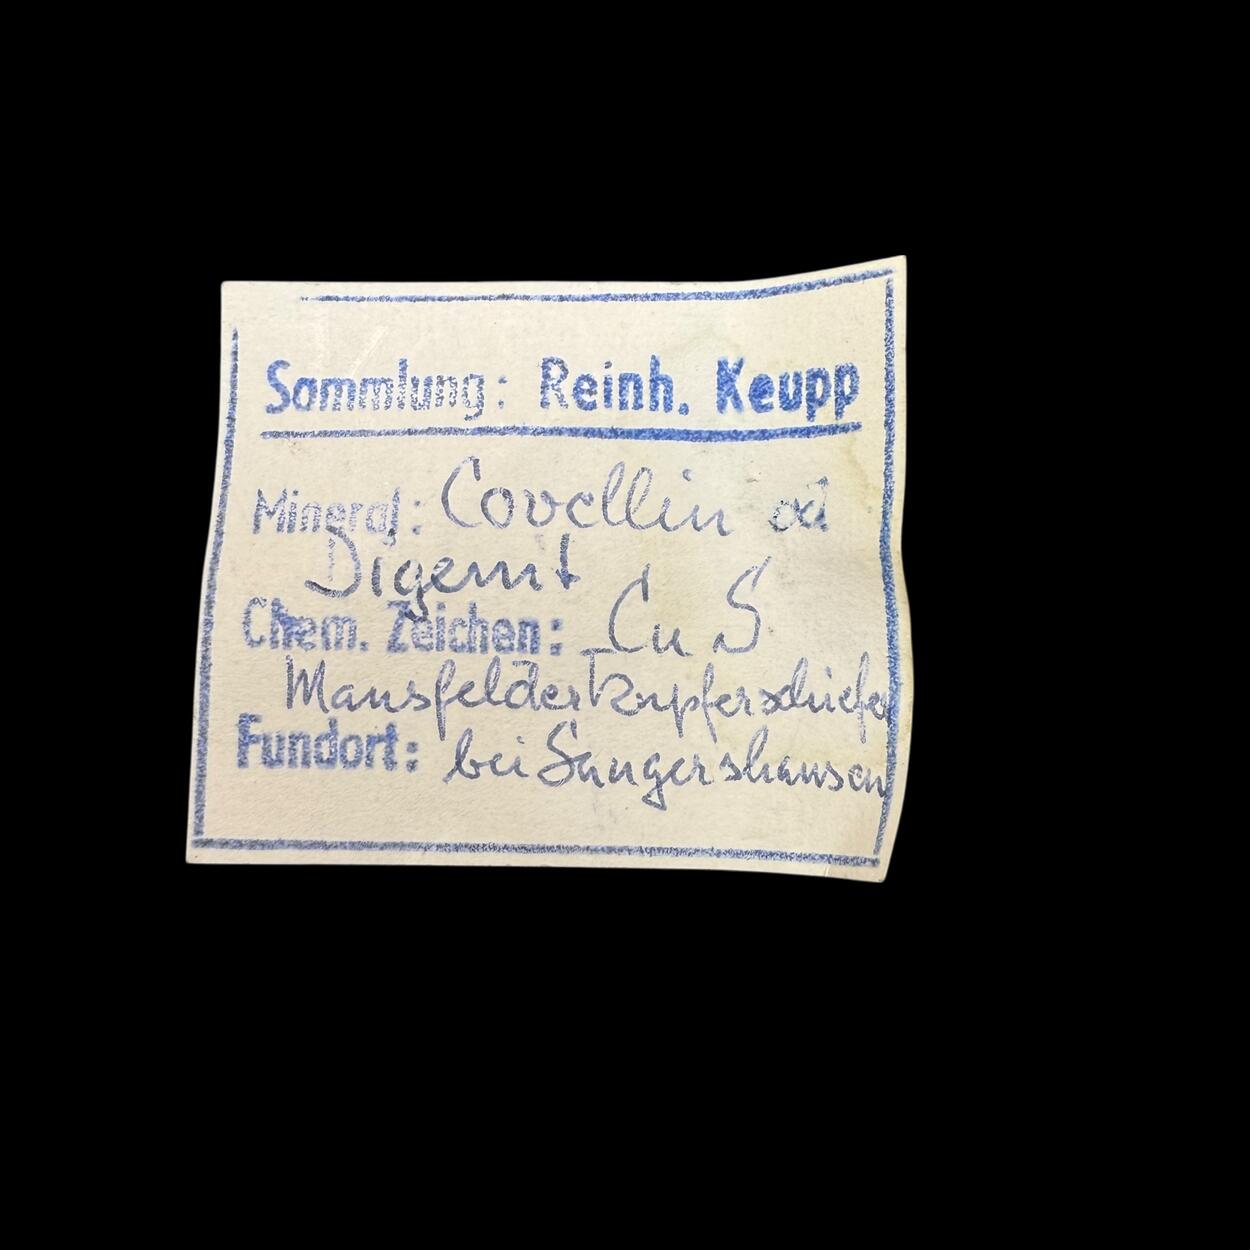 Sammlung: Reinh. Keupp
Mineral: Covellin od
Digenit
Chem. Zeichen: Cu S
Mansfelder Kupferschiefer
Fundort: bei Sangershausen